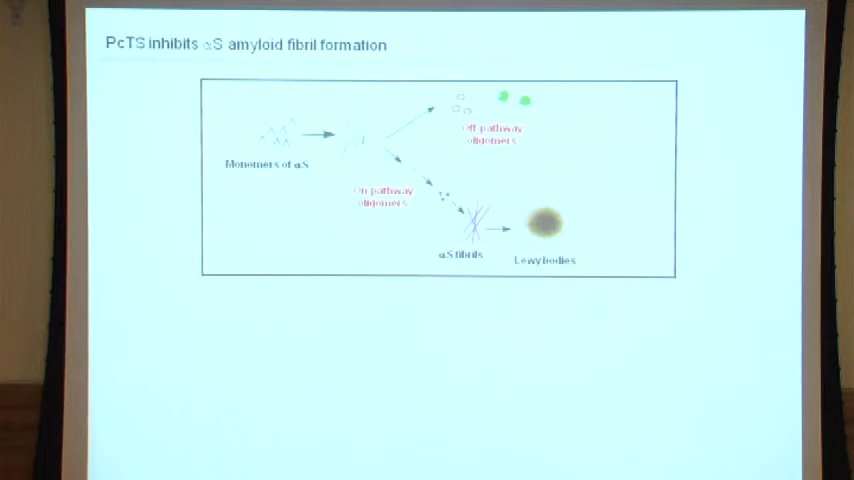 PcTS inhibits αS amyloid fibril formation
Off pathway
oligomers
Monomers of αS
On pathway
oligomers
αS fibrils
Lewy bodies